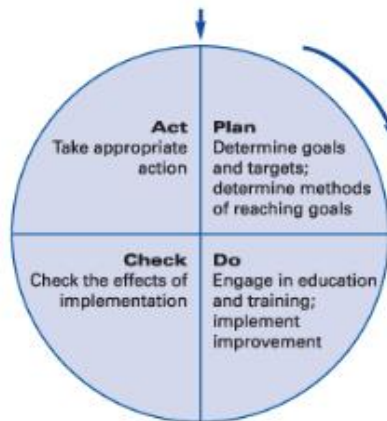 Act
Take appropriate
action
Plan
Determine goals
and targets;
determine methods
of reaching goals
Check
Check the effects of
implementation
Do
Engage in education
and training;
implement
improvement